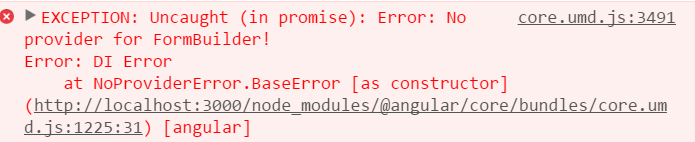 EXCEPTION: Uncaught (in promise): Error: No core.umd.js:3491
provider for FormBuilder!
Error: DI Error
at NoProviderError.BaseError [as constructor]
(http://localhost:3000/node_modules/@angular/core/bundles/core.um
d.js:1225:31) [angular]